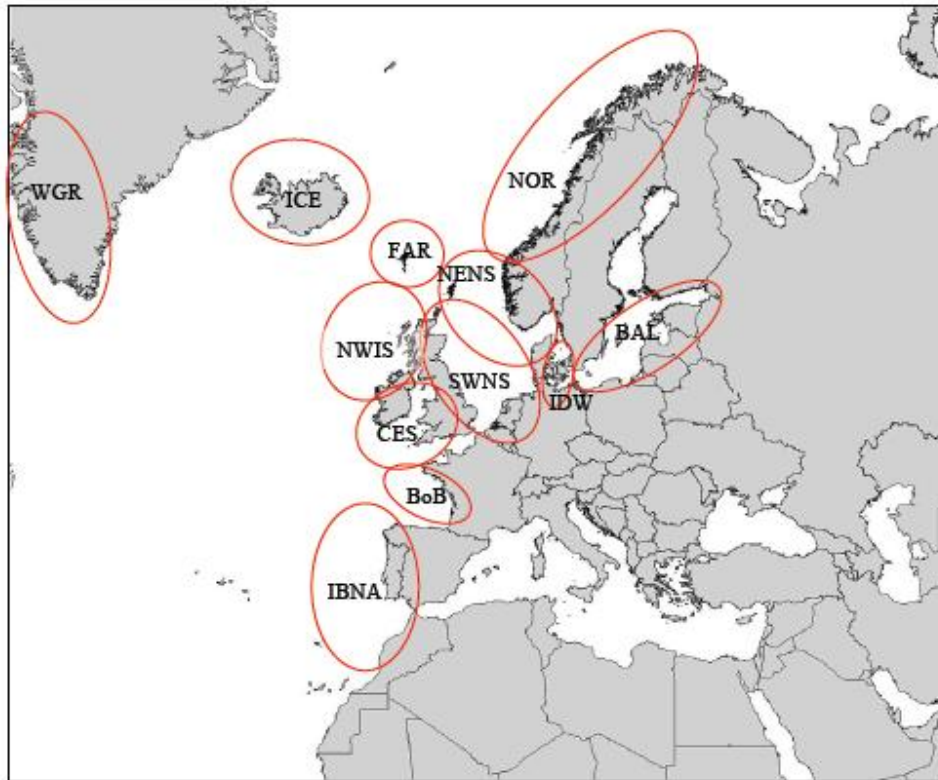 WGR
ICE
NOR
FAR
NENS
BAL
NWIS
SWNS
IDW
CES
BoB
IBNA